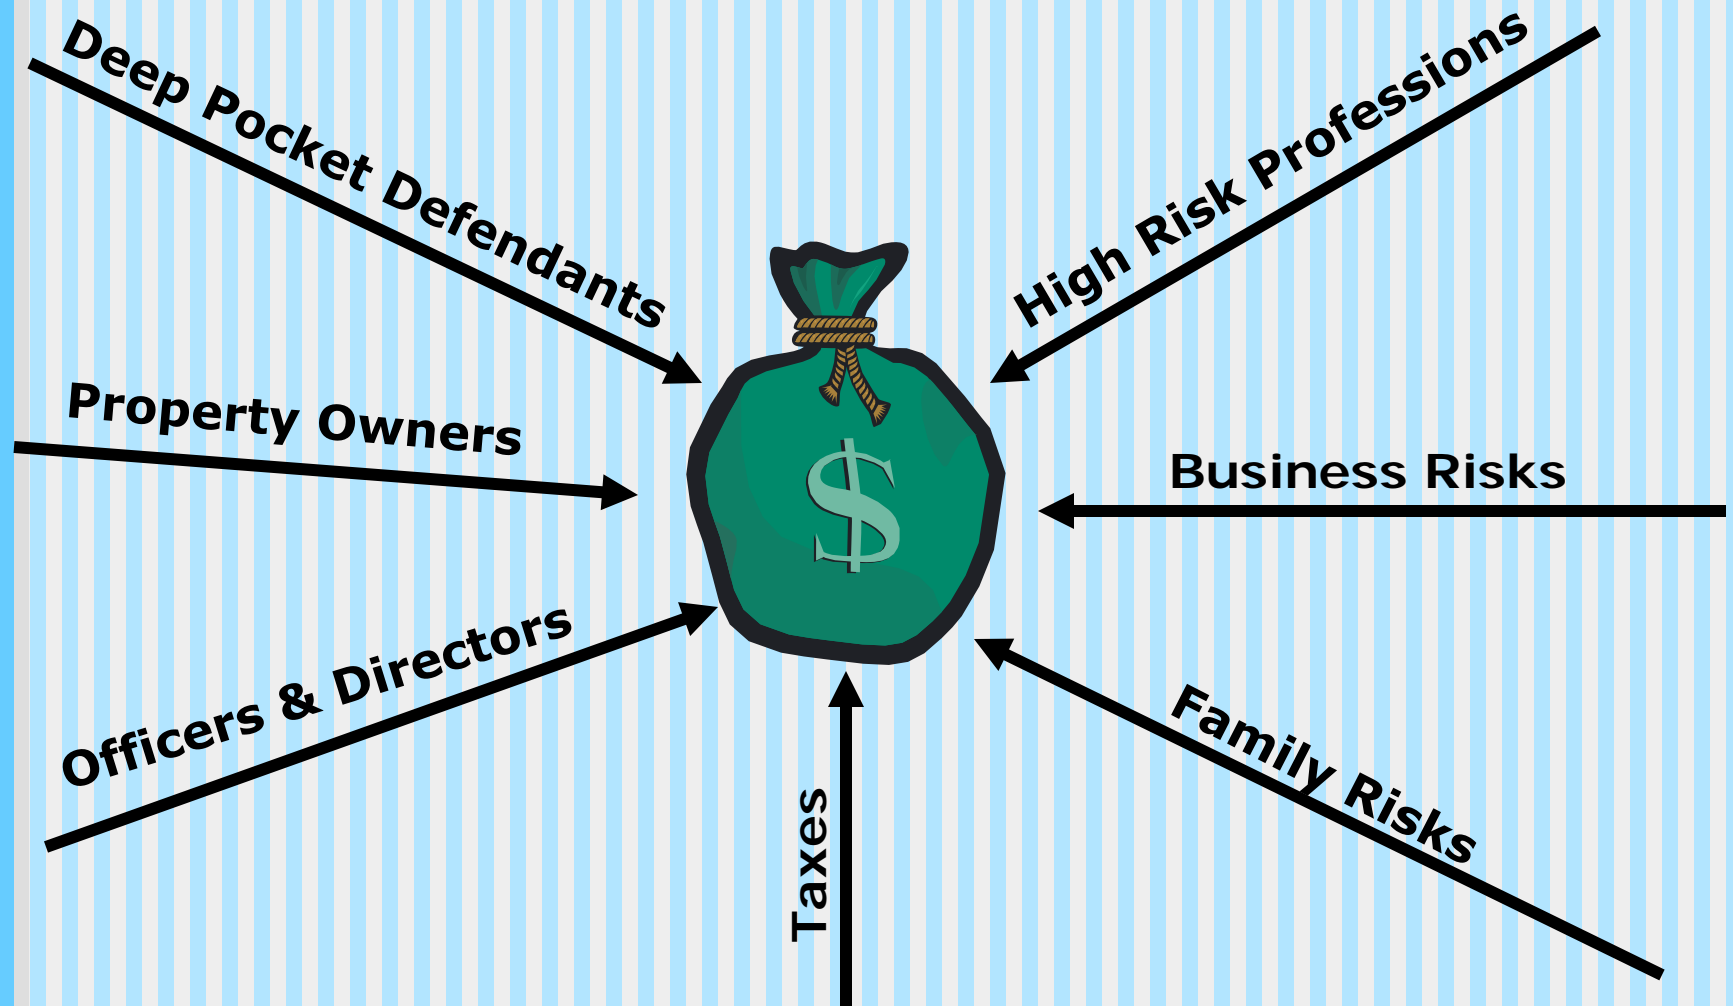 Deep Pocket Defendants
High Risk Professions
Property Owners
Business Risks
$
Officers & Directors
Family Risks
Taxes